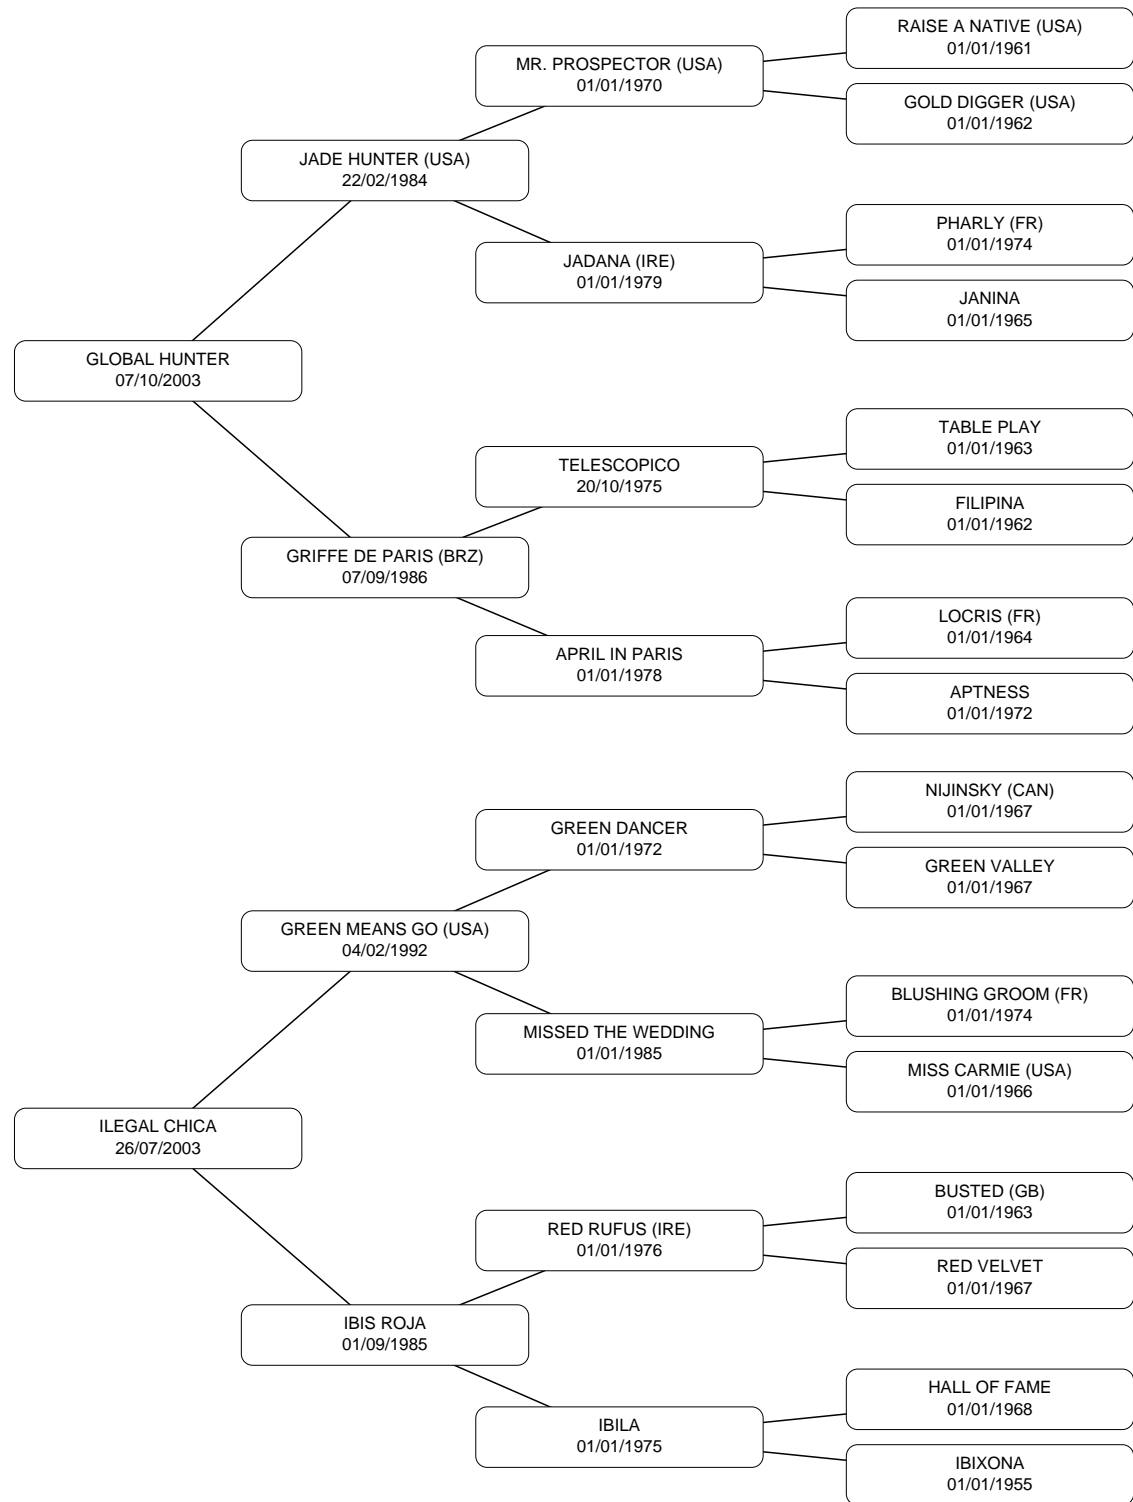 RAISE A NATIVE (USA)
01/01/1961
MR. PROSPECTOR (USA)
01/01/1970
GOLD DIGGER (USA)
01/01/1962
JADE HUNTER (USA)
22/02/1984
PHARLY (FR)
01/01/1974
JADANA (IRE)
01/01/1979
JANINA
01/01/1965
GLOBAL HUNTER
07/10/2003
TABLE PLAY
01/01/1963
TELESCOPICO
20/10/1975
FILIPINA
01/01/1962
GRIFFE DE PARIS (BRZ)
07/09/1986
LOCRIS (FR)
01/01/1964
APRIL IN PARIS
01/01/1978
APTNESS
01/01/1972
NIJINSKY (CAN)
01/01/1967
GREEN DANCER
01/01/1972
GREEN VALLEY
01/01/1967
GREEN MEANS GO (USA)
04/02/1992
BLUSHING GROOM (FR)
01/01/1974
MISSED THE WEDDING
01/01/1985
MISS CARMIE (USA)
01/01/1966
ILEGAL CHICA
26/07/2003
BUSTED (GB)
01/01/1963
RED RUFUS (IRE)
01/01/1976
RED VELVET
01/01/1967
IBIS ROJA
01/09/1985
HALL OF FAME
01/01/1968
IBILA
01/01/1975
IBIXONA
01/01/1955